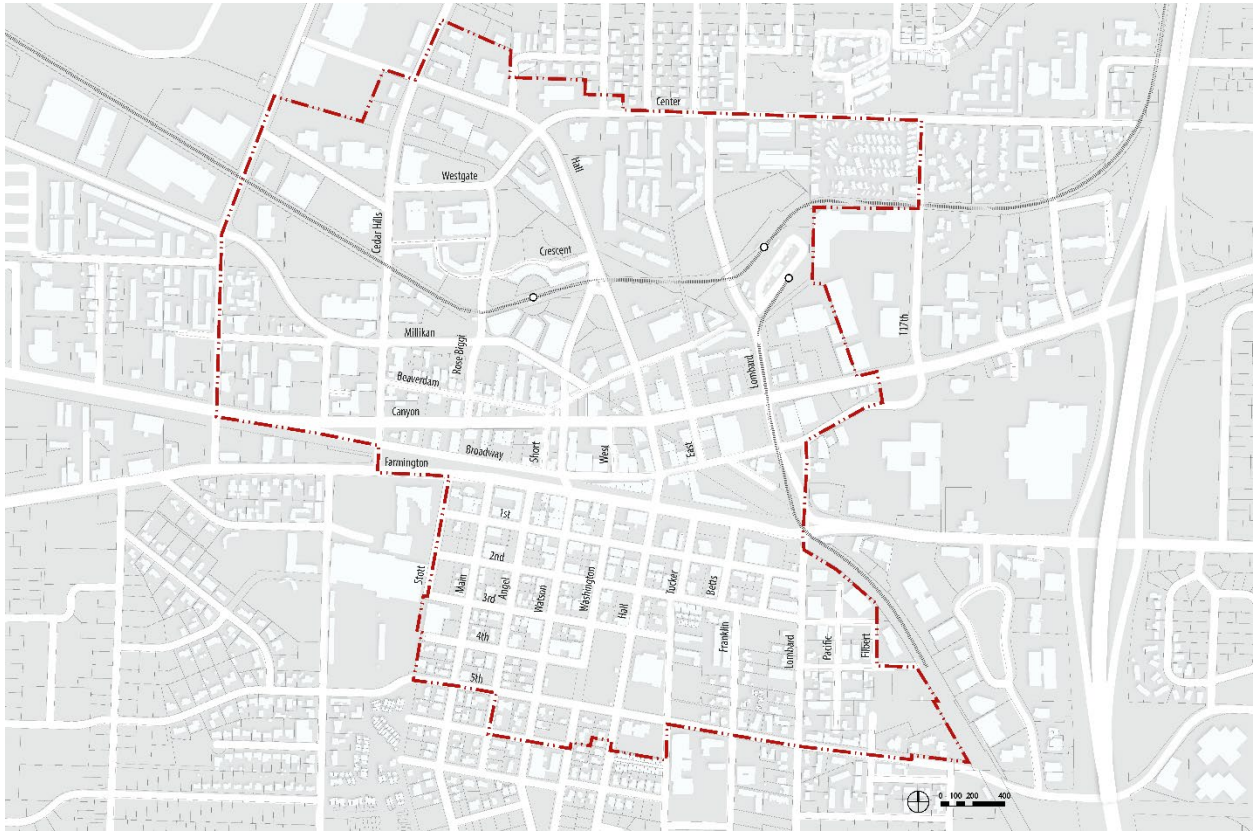 Center
Hall
Westgate
Cedar Hills
Crescent
117th
Millikan
Rose Biggi
Lombard
Beaverdam
Canyon
Broadway
Short
West
East
Farmington
1st
2nd
Stott
Main
Angel
3rd
Watson
Washington
Hall
Tucker
Betts
4th
Franklin
Lombard
Pacific
Filbert
5th
0 100 200 400